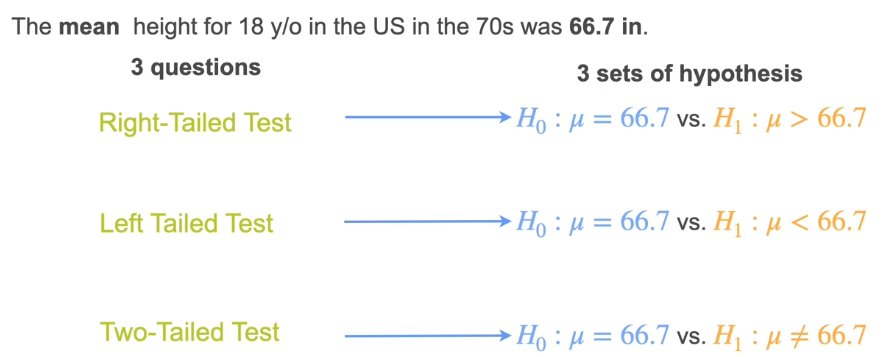 The mean height for 18 y/o in the US in the 70s was 66.7 in.
3 questions
3 sets of hypothesis
Right-Tailed Test
H₀ : μ = 66.7 vs. H₁ : μ > 66.7
Left Tailed Test
H₀ : μ = 66.7 vs. H₁ : μ < 66.7
Two-Tailed Test
H₀ : μ = 66.7 vs. H₁ : μ ≠ 66.7